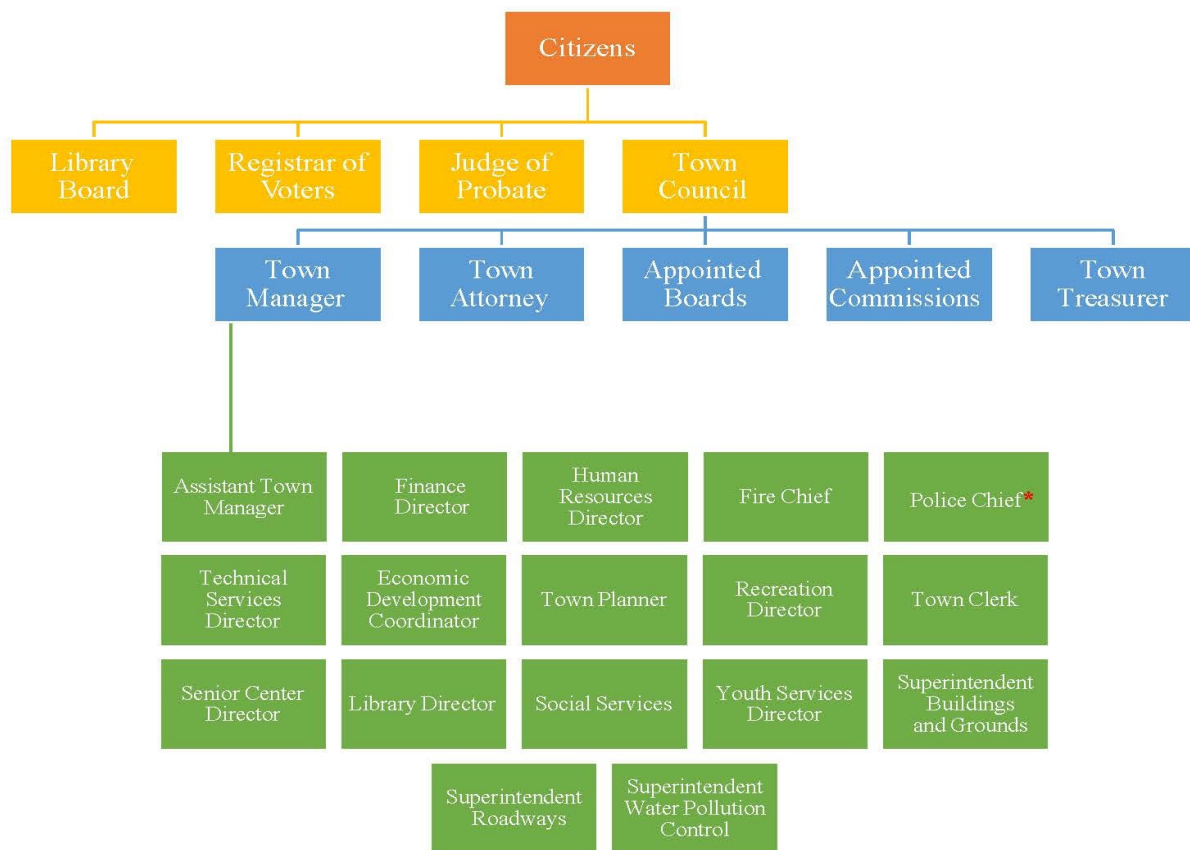 Citizens
Library
Board
Registrar of
Voters
Judge of
Probate
Town
Council
Town
Manager
Town
Attorney
Appointed
Boards
Appointed
Commissions
Town
Treasurer
Assistant Town
Manager
Finance
Director
Human
Resources
Director
Fire Chief
Police Chief*
Technical
Services
Director
Economic
Development
Coordinator
Town Planner
Recreation
Director
Town Clerk
Senior Center
Director
Library Director
Social Services
Youth Services
Director
Superintendent
Buildings
and Grounds
Superintendent
Roadways
Superintendent
Water Pollution
Control